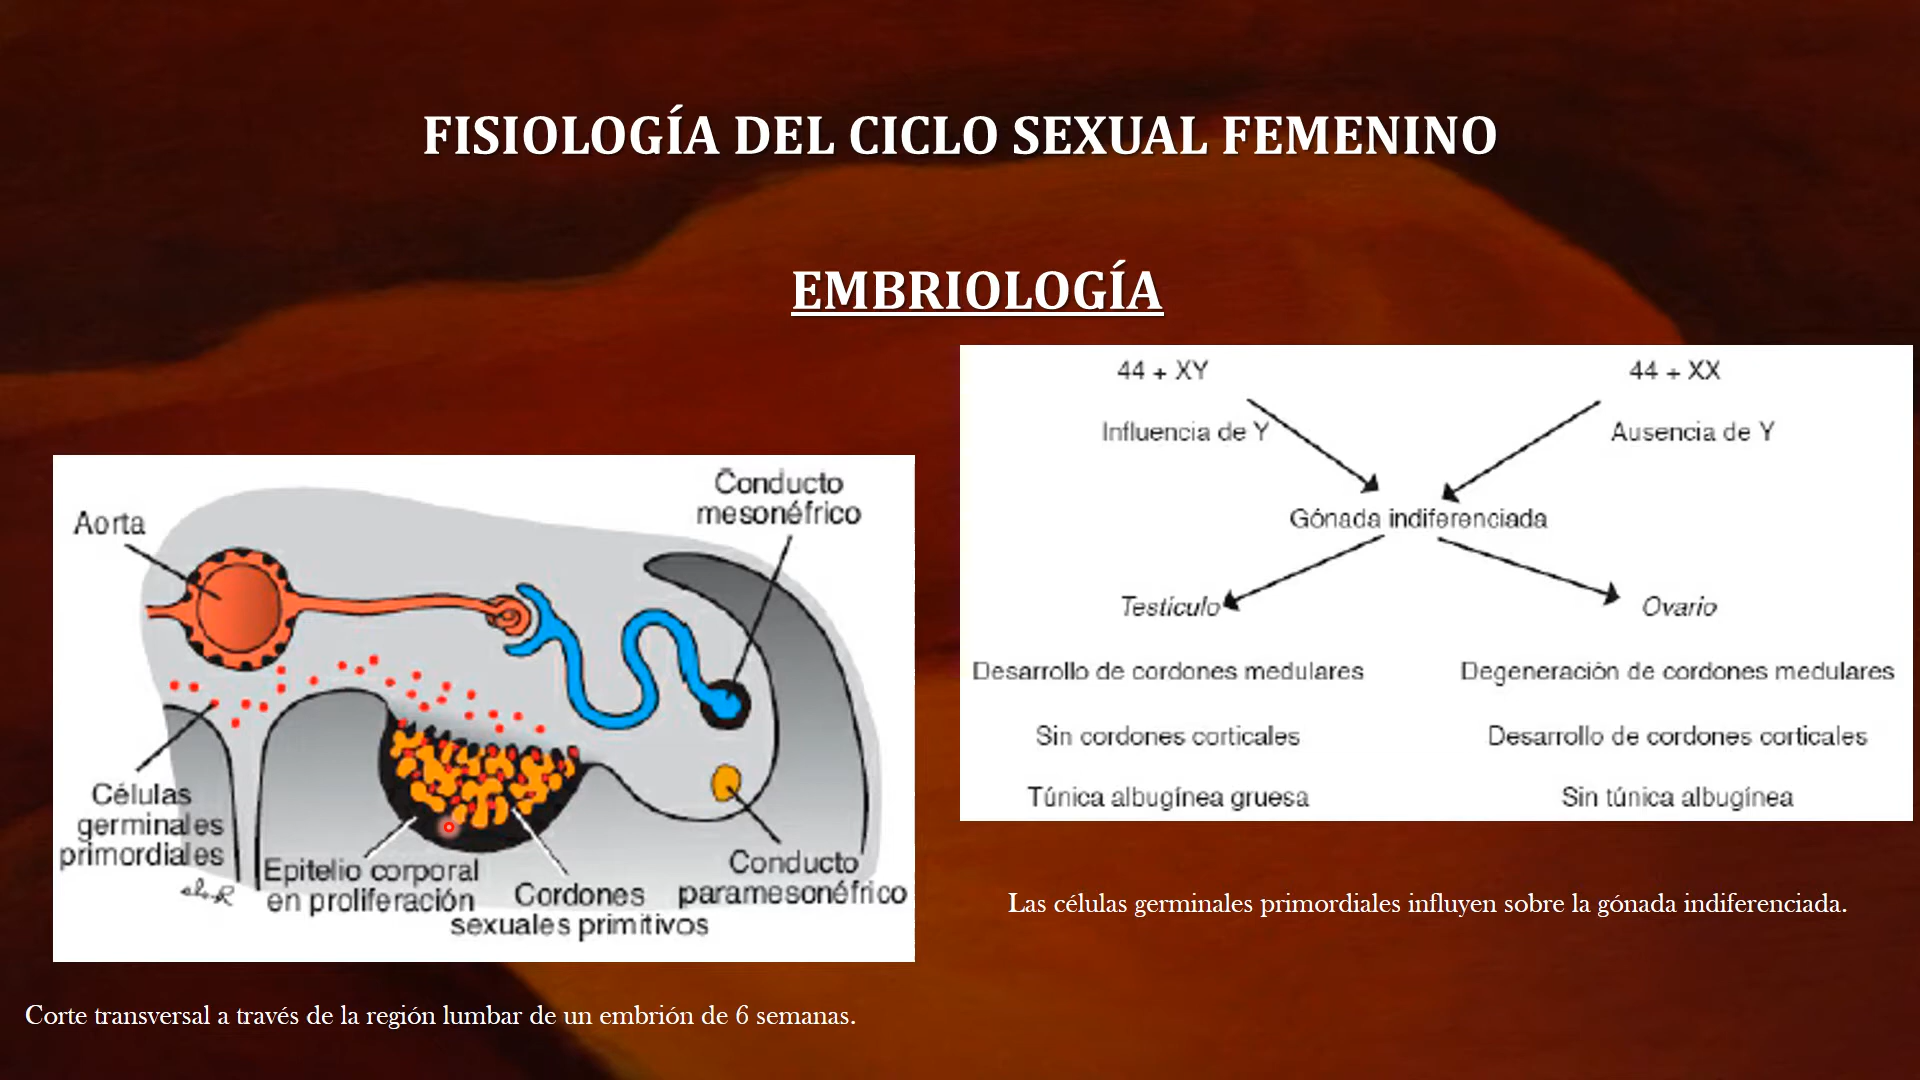 FISIOLOGÍA DEL CICLO SEXUAL FEMENINO
EMBRIOLOGÍA
Conducto
mesonéfrico
Aorta
Células
germinales
primordiales
Epitelio corporal
en proliferación
Cordones
sexuales primitivos
Conducto
paramesonéfrico
Corte transversal a través de la región lumbar de un embrión de 6 semanas.
44 + XY
44 + XX
Influencia de Y
Ausencia de Y
Gónada indiferenciada
Testículo
Ovario
Desarrollo de cordones medulares
Degeneración de cordones medulares
Sin cordones corticales
Desarrollo de cordones corticales
Túnica albugínea gruesa
Sin túnica albugínea
Las células germinales primordiales influyen sobre la gónada indiferenciada.